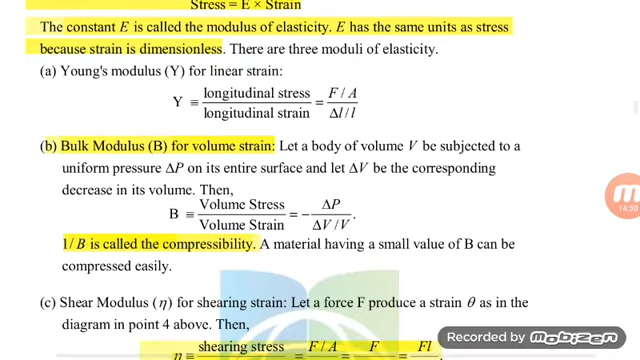 Stress = E × Strain
The constant E is called the modulus of elasticity. E has the same units as stress
because strain is dimensionless. There are three moduli of elasticity.
(a) Young's modulus (Y) for linear strain:
Y ≡ longitudinal stress / longitudinal strain = F / A / Δl / l
(b) Bulk Modulus (B) for volume strain: Let a body of volume V be subjected to a
uniform pressure ΔP on its entire surface and let ΔV be the corresponding
decrease in its volume. Then,
B ≡ Volume Stress / Volume Strain = − ΔP / ΔV / V .
1 / B is called the compressibility. A material having a small value of B can be
compressed easily.
14:50
(c) Shear Modulus (η) for shearing strain: Let a force F produce a strain θ as in the
diagram in point 4 above. Then,
η ≡ shearing stress = F / A = F = Fl .
Recorded by mobizen